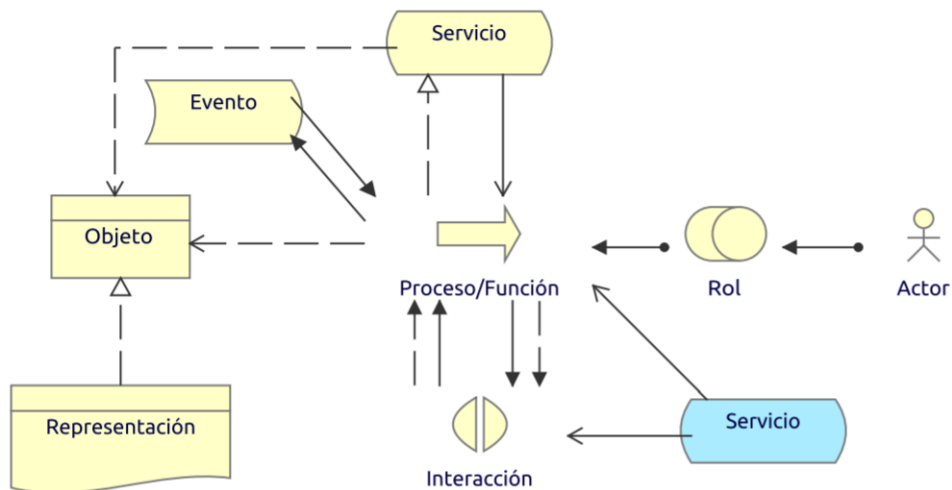 Servicio
Evento
Objeto
Proceso/Función
Rol
Actor
Representación
Servicio
Interacción